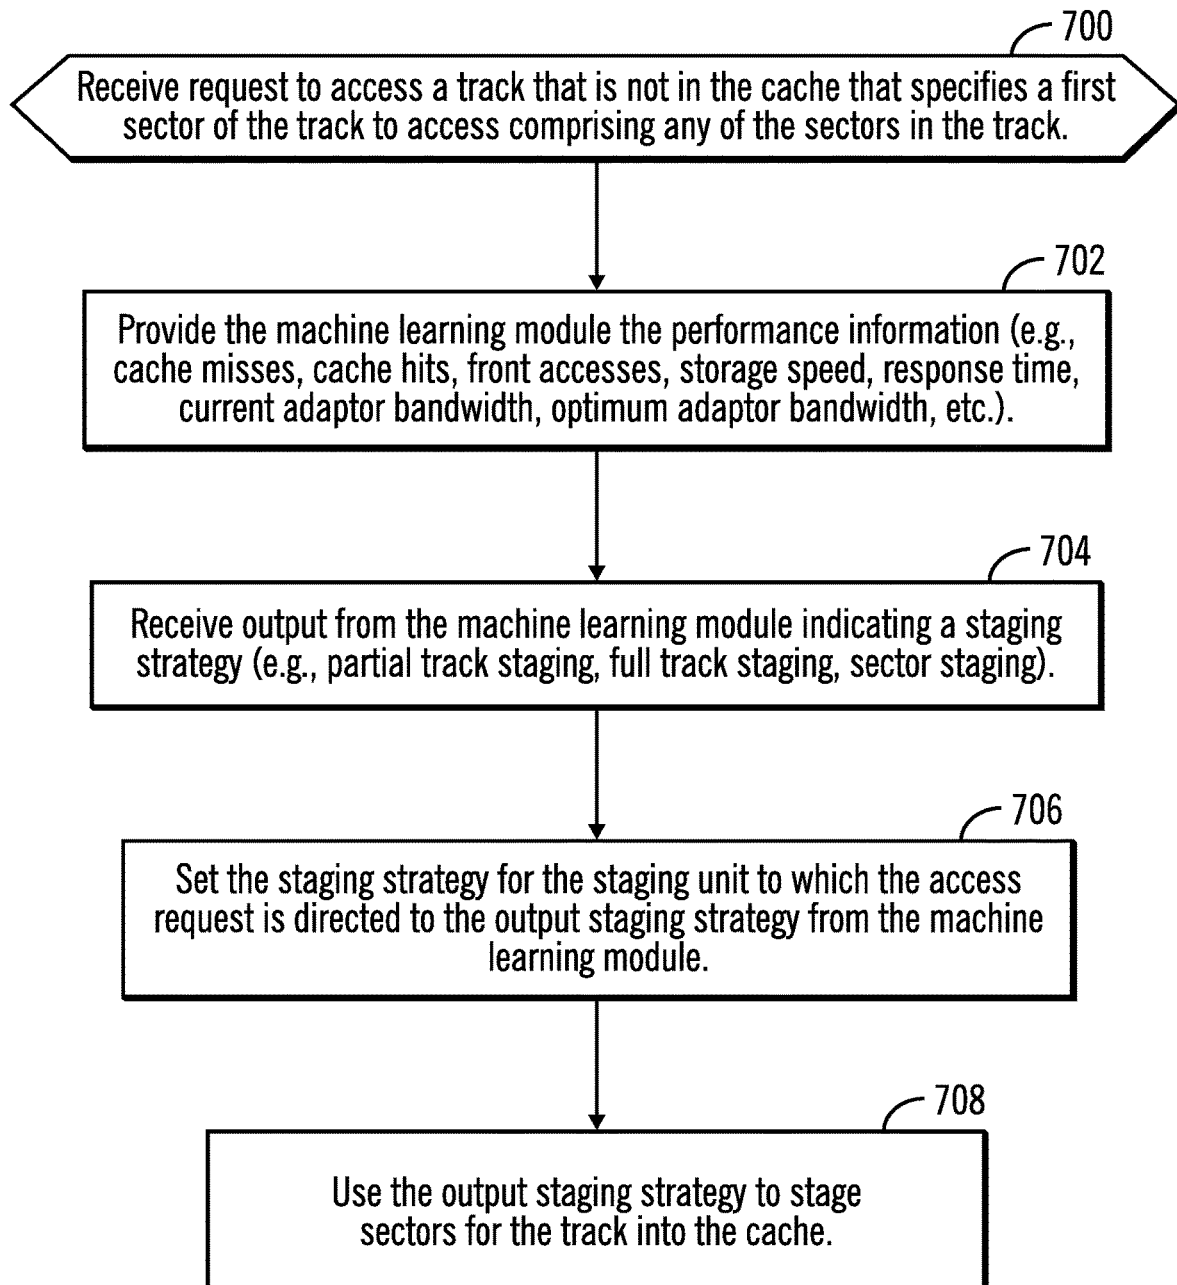 700
Receive request to access a track that is not in the cache that specifies a first
sector of the track to access comprising any of the sectors in the track.
702
Provide the machine learning module the performance information (e.g.,
cache misses, cache hits, front accesses, storage speed, response time,
current adaptor bandwidth, optimum adaptor bandwidth, etc.).
704
Receive output from the machine learning module indicating a staging
strategy (e.g., partial track staging, full track staging, sector staging).
706
Set the staging strategy for the staging unit to which the access
request is directed to the output staging strategy from the machine
learning module.
708
Use the output staging strategy to stage
sectors for the track into the cache.